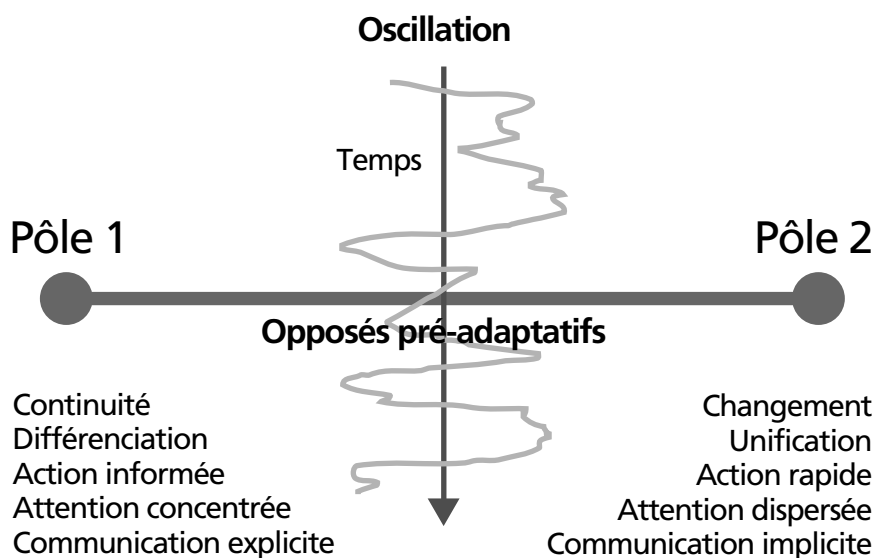 Oscillation
Temps
Pôle 1
Pôle 2
Opposés pré-adaptatifs
Continuité
Différenciation
Action informée
Attention concentrée
Communication explicite
Changement
Unification
Action rapide
Attention dispersée
Communication implicite